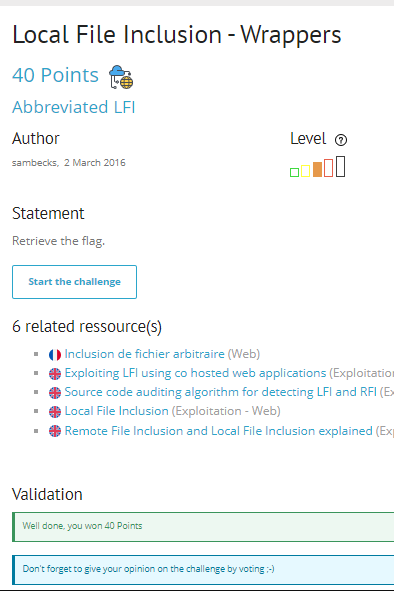 Local File Inclusion - Wrappers
40 Points
Abbreviated LFI
Author
Level
sambecks, 2 March 2016
Statement
Retrieve the flag.
Start the challenge
6 related ressource(s)
Inclusion de fichier arbitraire (Web)
Exploiting LFI using co hosted web applications (Exploitatio
Source code auditing algorithm for detecting LFI and RFI (Ex
Local File Inclusion (Exploitation - Web)
Remote File Inclusion and Local File Inclusion explained (Exp
Validation
Well done, you won 40 Points
Don't forget to give your opinion on the challenge by voting ;-)